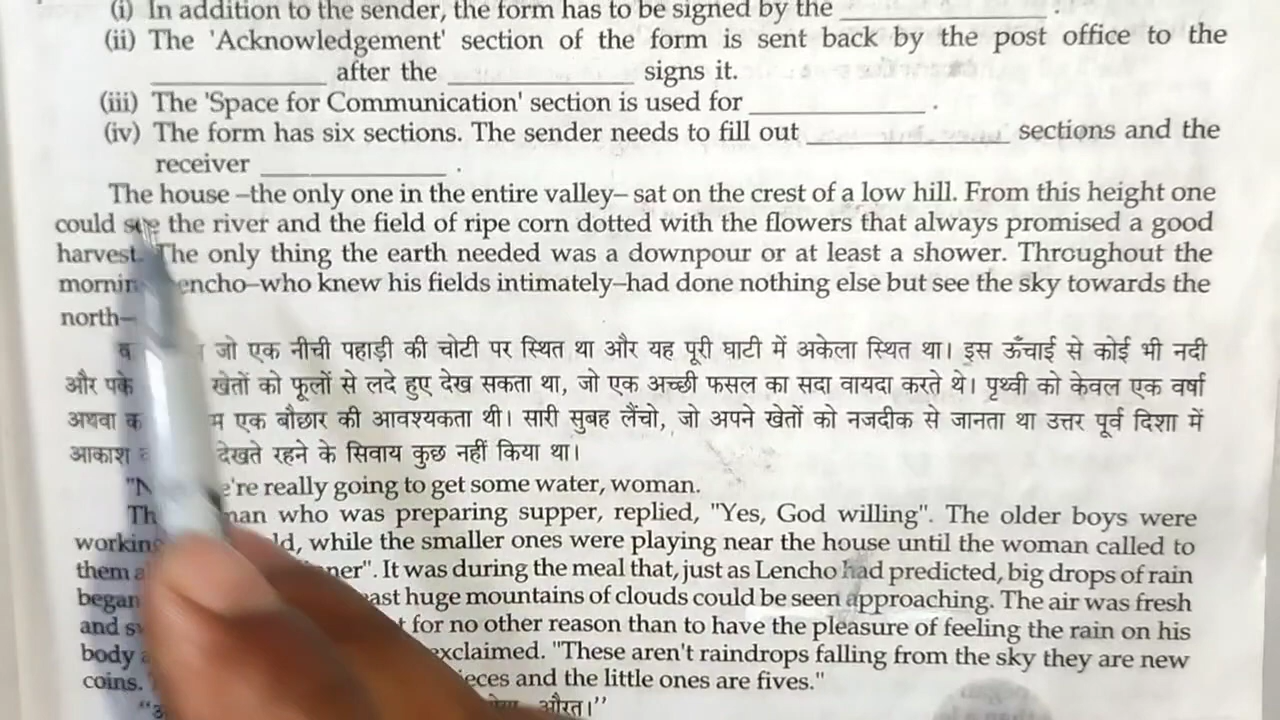 (i) In addition to the sender, the form has to be signed by the ____________ .
(ii) The 'Acknowledgement' section of the form is sent back by the post office to the
____________ after the ____________ signs it.
(iii) The 'Space for Communication' section is used for ____________ .
(iv) The form has six sections. The sender needs to fill out ____________ sections and the
receiver ____________ .
The house –the only one in the entire valley– sat on the crest of a low hill. From this height one
could see the river and the field of ripe corn dotted with the flowers that always promised a good
harvest. The only thing the earth needed was a downpour or at least a shower. Throughout the
encho–who knew his fields intimately–had done nothing else but see the sky towards the
north–
जो एक नीची पहाड़ी की चोटी पर स्थित था और यह पूरी घाटी में अकेला स्थित था। इस ऊँचाई से कोई भी नदी
और पके खेतों को फूलों से लदे हुए देख सकता था, जो एक अच्छी फसल का सदा वायदा करते थे। पृथ्वी को केवल एक वर्षा
अथवा एक बौछार की आवश्यकता थी। सारी सुबह लैंचो, जो अपने खेतों को नजदीक से जानता था उत्तर पूर्व दिशा में
आकाश देखते रहने के सिवाय कुछ नहीं किया था।
e're really going to get some water, woman.
who was preparing supper, replied, "Yes, God willing". The older boys were
while the smaller ones were playing near the house until the woman called to
them It was during the meal that, just as Lencho had predicted, big drops of rain
began huge mountains of clouds could be seen approaching. The air was fresh
and for no other reason than to have the pleasure of feeling the rain on his
body exclaimed. "These aren't raindrops falling from the sky they are new
coins. and the little ones are fives."
औरत।''